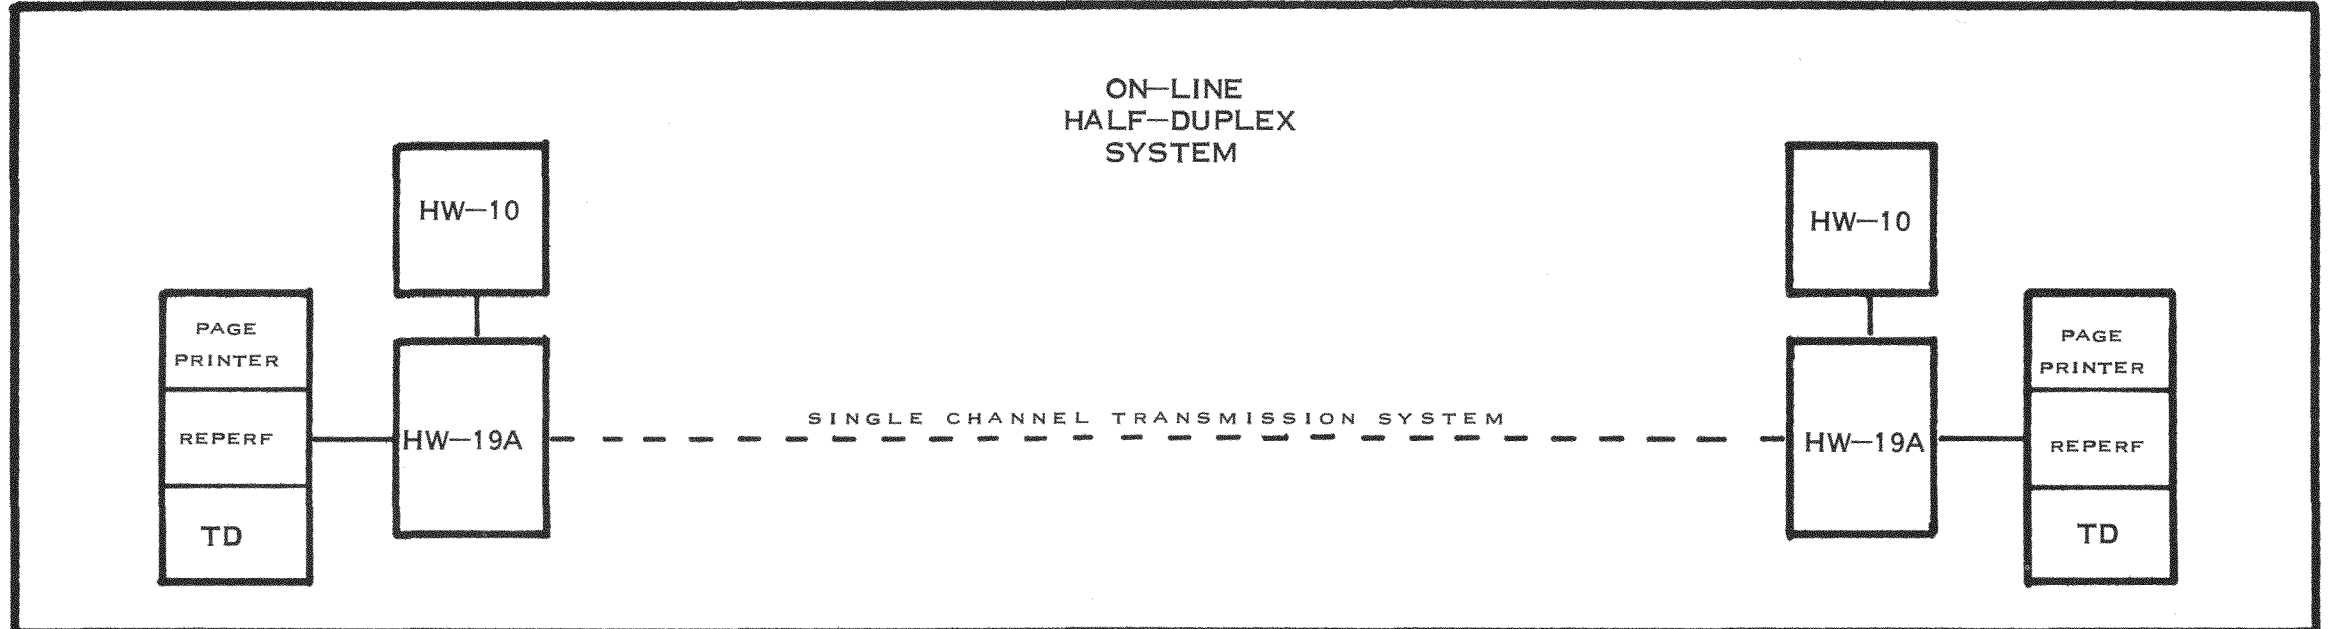 ON—LINE
HALF—DUPLEX
SYSTEM
HW—10
HW—10
PAGE
PRINTER
REPERF
TD
HW—19A
SINGLE CHANNEL TRANSMISSION SYSTEM
HW—19A
PAGE
PRINTER
REPERF
TD